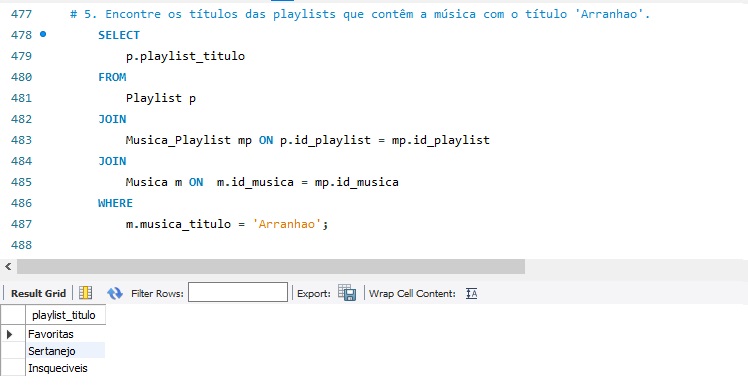 477 # 5. Encontre os títulos das playlists que contêm a música com o título 'Arranhao'.
478 SELECT
479 p.playlist_titulo
480 FROM
481 Playlist p
482 JOIN
483 Musica_Playlist mp ON p.id_playlist = mp.id_playlist
484 JOIN
485 Musica m ON  m.id_musica = mp.id_musica
486 WHERE
487 m.musica_titulo = 'Arranhao';
488
Result Grid Filter Rows: Export: Wrap Cell Content: IA
playlist_titulo
Favoritas
Sertanejo
Insqueciveis